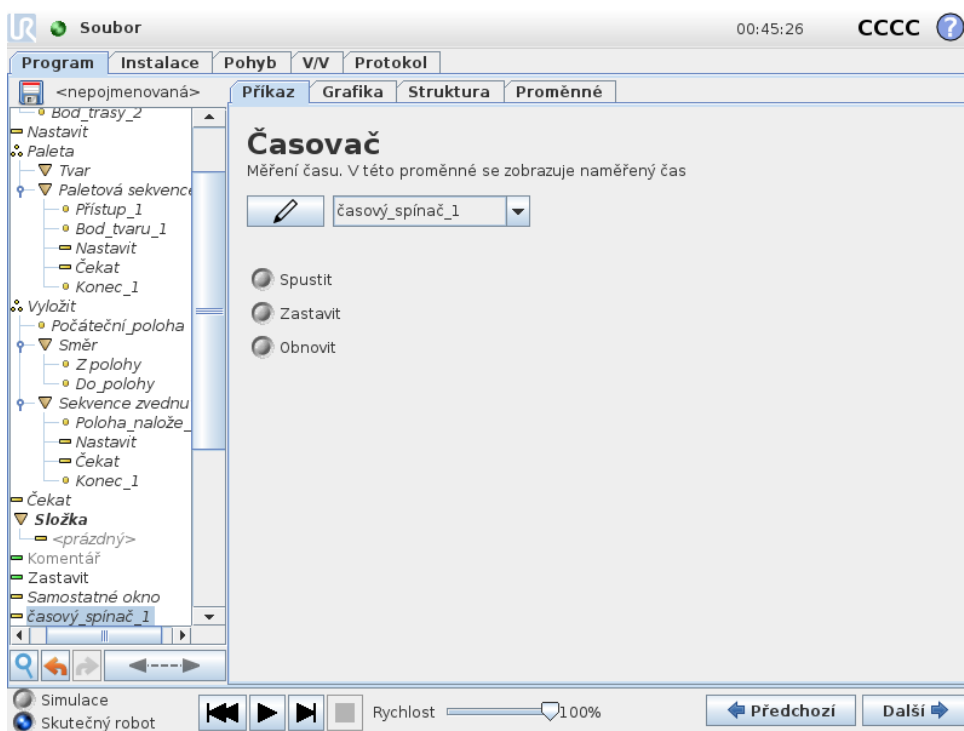 Soubor 00:45:26 CCCC ?
Program Instalace Pohyb V/V Protokol
<nepojmenovaná> Příkaz Grafika Struktura Proměnné
Bod_trasy_2
Nastavit
Paleta
Tvar
Paletová sekvence
Přístup_1
Bod_tvaru_1
Nastavit
Čekat
Konec_1
Vyložit
Počáteční_poloha
Směr
Z polohy
Do_polohy
Sekvence zvednu
Poloha_nalože_
Nastavit
Čekat
Konec_1
Čekat
Složka
<prázdný>
Komentář
Zastavit
Samostatné okno
časový_spínač_1
Časovač
Měření času. V této proměnné se zobrazuje naměřený čas
časový_spínač_1
Spustit
Zastavit
Obnovit
Simulace
Skutečný robot
Rychlost 100%
Předchozí Další